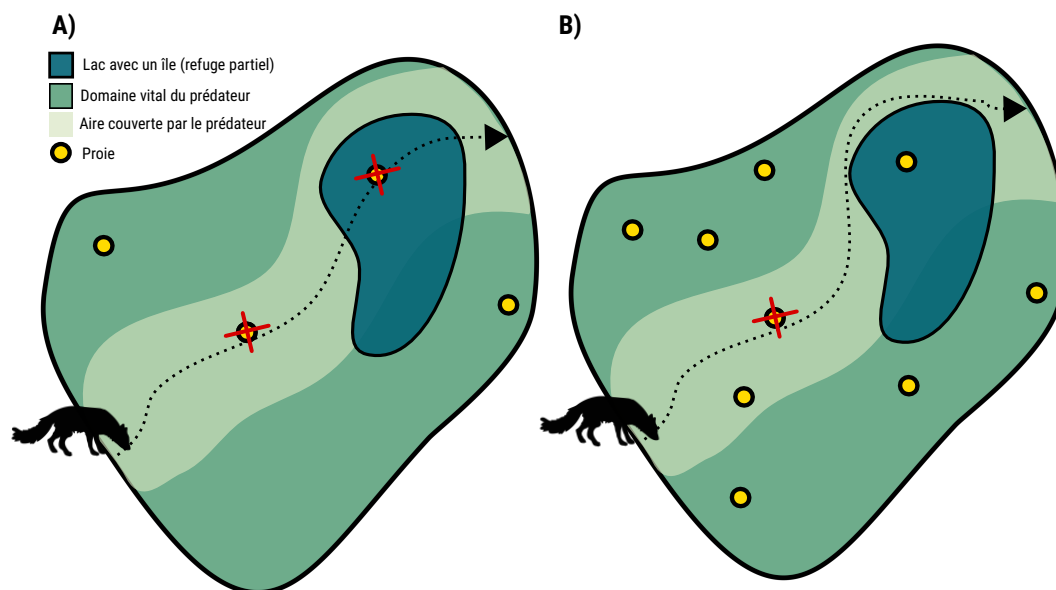 A)
B)
Lac avec un île (refuge partiel)
Domaine vital du prédateur
Aire couverte par le prédateur
Proie